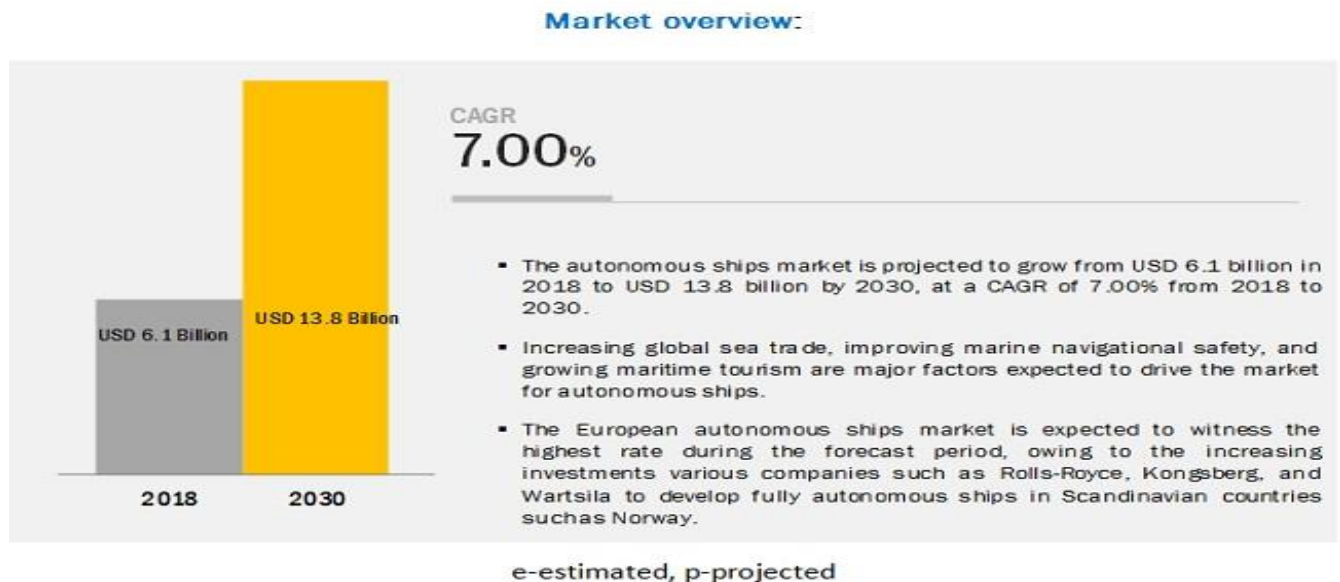 Market overview:
CAGR
7.00%
USD 6.1 Billion
USD 13.8 Billion
2018
2030
▪ The autonomous ships market is projected to grow from USD 6.1 billion in
2018 to USD 13.8 billion by 2030, at a CAGR of 7.00% from 2018 to
2030.
▪ Increasing global sea trade, improving marine navigational safety, and
growing maritime tourism are major factors expected to drive the market
for autonomous ships.
▪ The European autonomous ships market is expected to witness the
highest rate during the forecast period, owing to the increasing
investments various companies such as Rolls-Royce, Kongsberg, and
Wartsila to develop fully autonomous ships in Scandinavian countries
suchas Norway.
e-estimated, p-projected